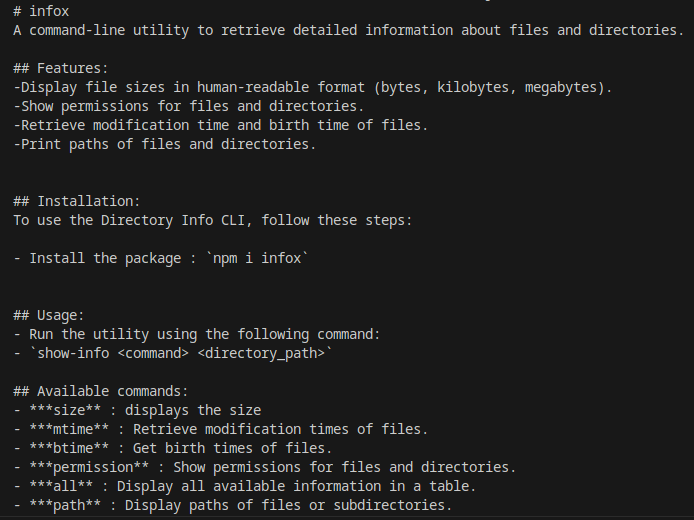 # infox
A command-line utility to retrieve detailed information about files and directories.
## Features:
-Display file sizes in human-readable format (bytes, kilobytes, megabytes).
-Show permissions for files and directories.
-Retrieve modification time and birth time of files.
-Print paths of files and directories.
## Installation:
To use the Directory Info CLI, follow these steps:
- Install the package : `npm i infox`
## Usage:
- Run the utility using the following command:
- `show-info <command> <directory_path>`
## Available commands:
- ***size** : displays the size
- ***mtime** : Retrieve modification times of files.
- ***btime** : Get birth times of files.
- ***permission** : Show permissions for files and directories.
- ***all** : Display all available information in a table.
- ***path** : Display paths of files or subdirectories.